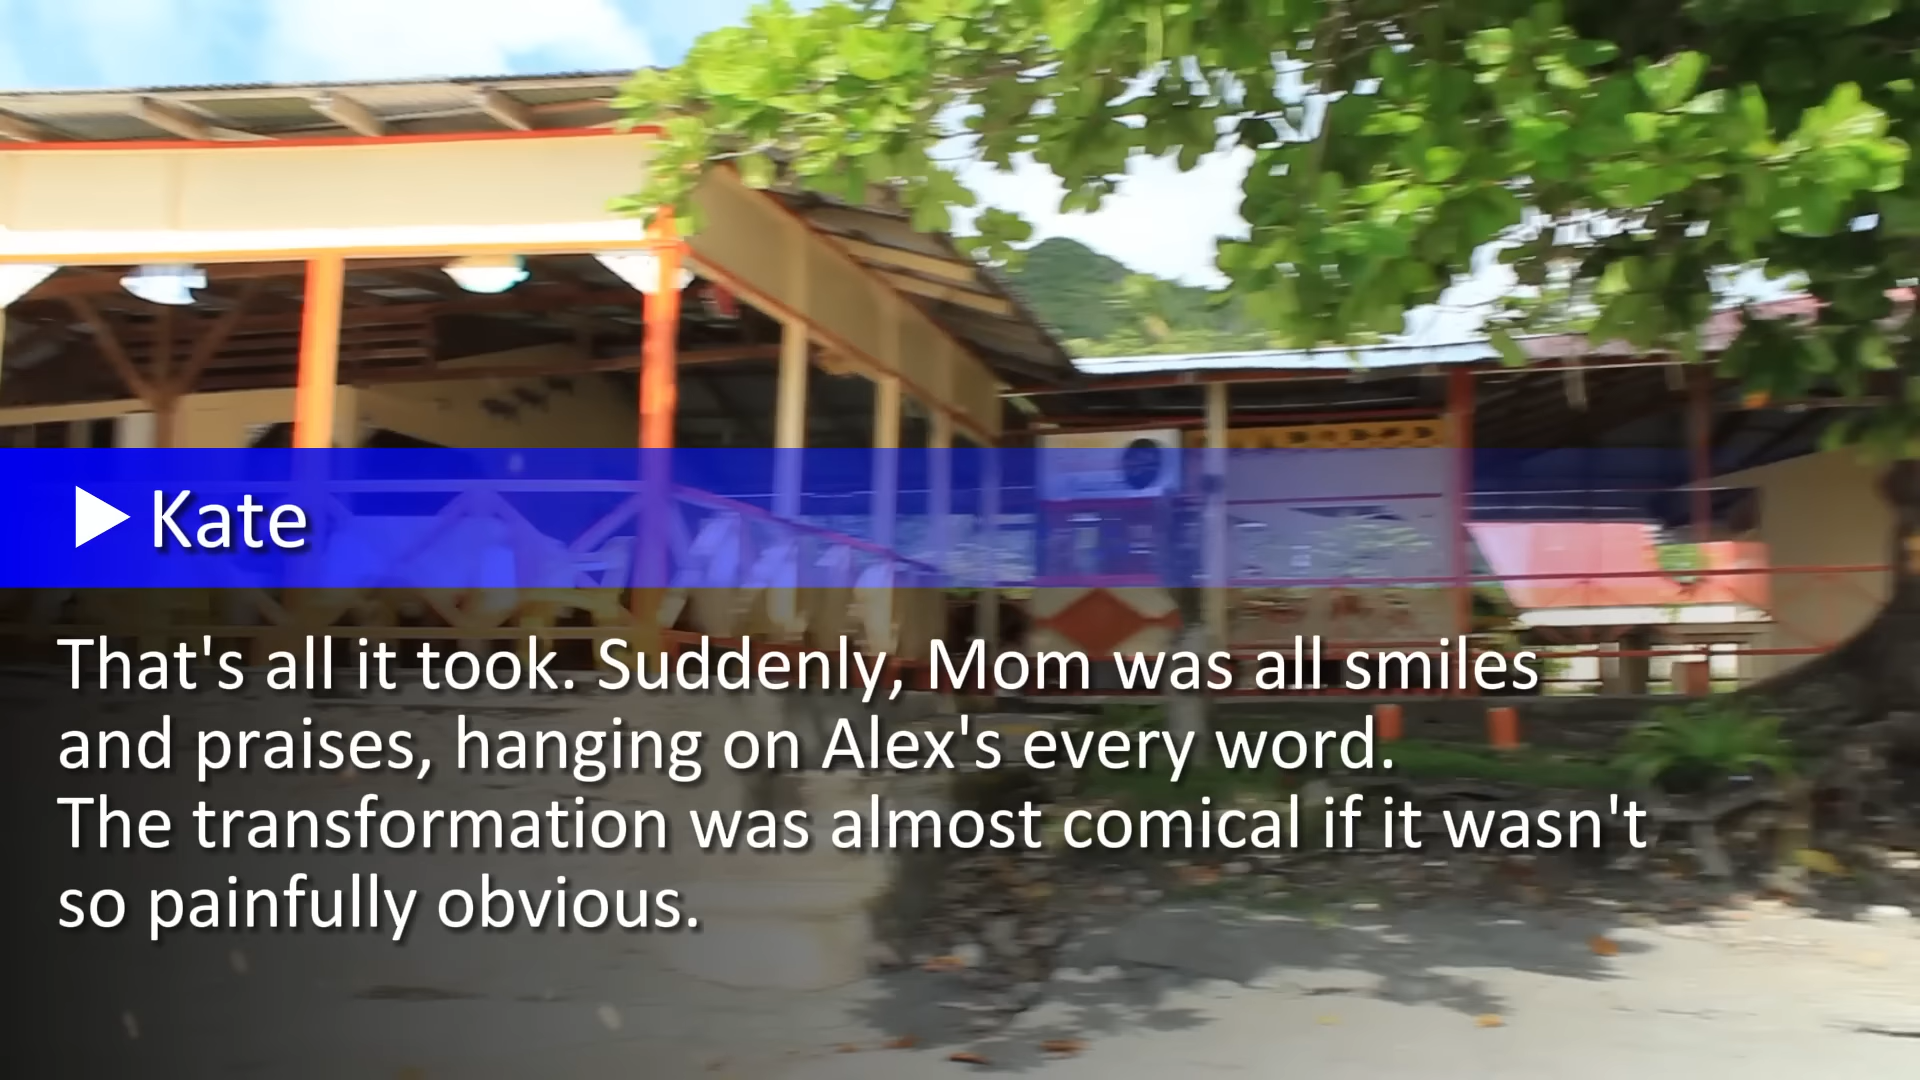 Kate
That's all it took. Suddenly, Mom was all smiles
and praises, hanging on Alex's every word.
The transformation was almost comical if it wasn't
so painfully obvious.